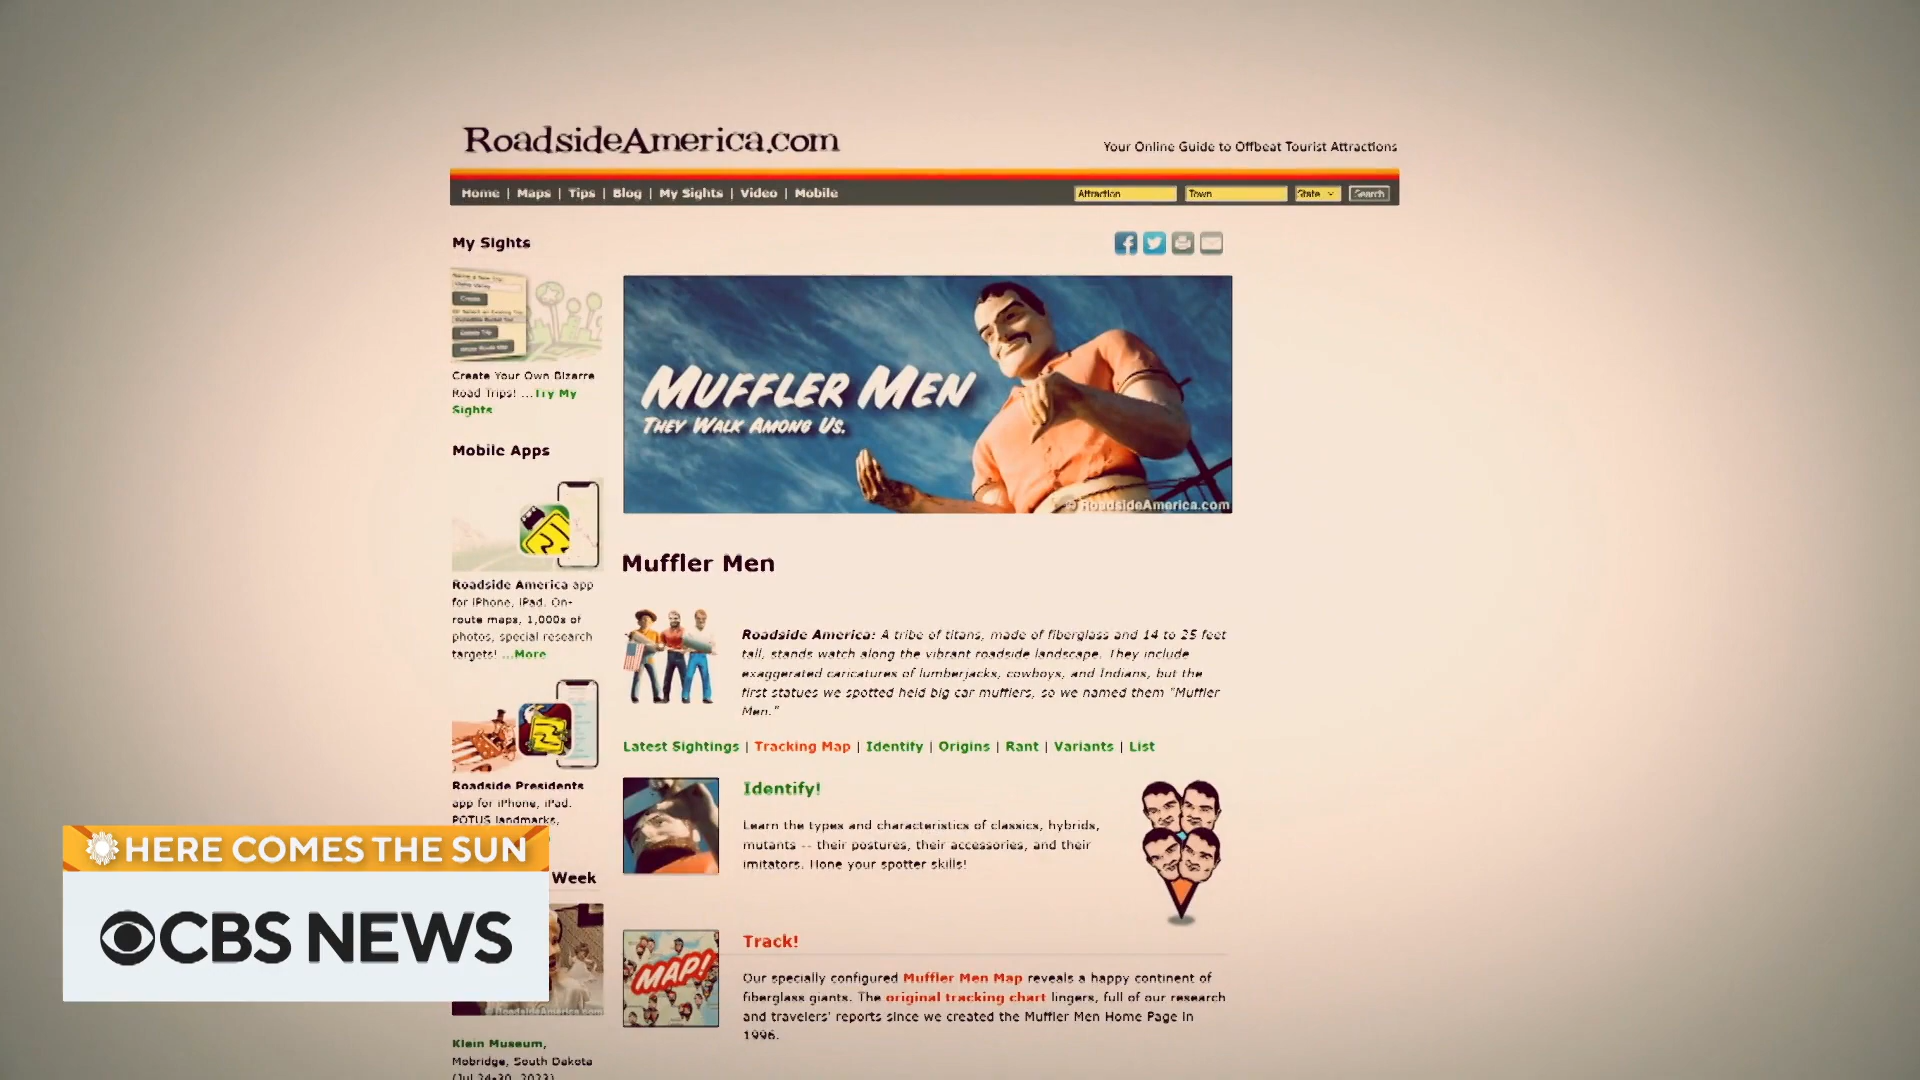 RoadsideAmerica.com
Your Online Guide to Offbeat Tourist Attractions
Home | Maps | Tips | Blog | My Sights | Video | Mobile
Attraction
Town
State
Search
My Sights
Create Your Own Bizarre
Road Trips! ...Try My
Sights
Mobile Apps
Roadside America app
for iPhone, iPad. On-
route maps, 1,000s of
photos, special research
targets! ...More
Roadside Presidents
app for iPhone, iPad.
POTUS landmarks,
Week
Klein Museum,
Mobridge, South Dakota
(Jul 24-30, 2023)
MUFFLER MEN
THEY WALK AMONG US.
© RoadsideAmerica.com
Muffler Men
Roadside America: A tribe of titans, made of fiberglass and 14 to 25 feet
tall, stands watch along the vibrant roadside landscape. They include
exaggerated caricatures of lumberjacks, cowboys, and Indians, but the
first statues we spotted held big car mufflers, so we named them "Muffler
Men."
Latest Sightings | Tracking Map | Identify | Origins | Rant | Variants | List
Identify!
Learn the types and characteristics of classics, hybrids,
mutants -- their postures, their accessories, and their
imitators. Hone your spotter skills!
MAP!
Track!
Our specially configured Muffler Men Map reveals a happy continent of
fiberglass giants. The original tracking chart lingers, full of our research
and travelers' reports since we created the Muffler Men Home Page in
1996.
HERE COMES THE SUN
CBS NEWS